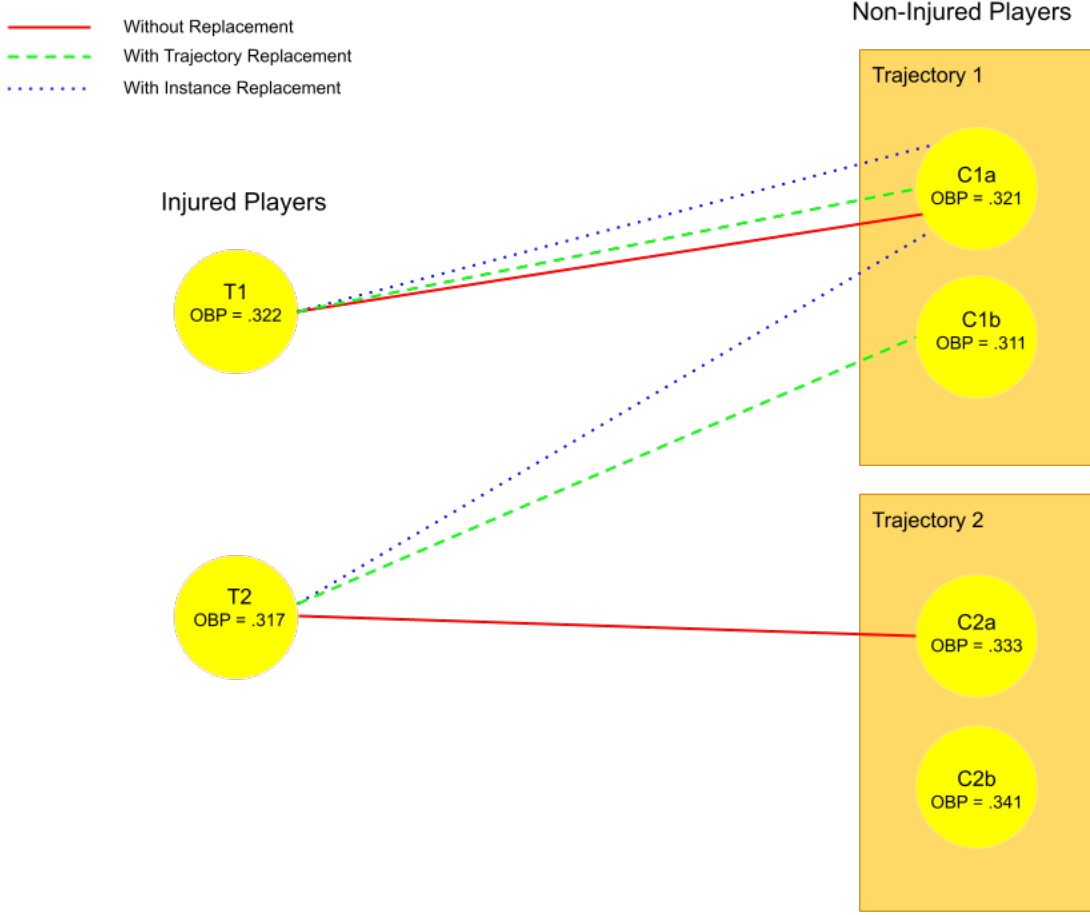 Non-Injured Players
Without Replacement
With Trajectory Replacement
With Instance Replacement
Injured Players
T1
OBP = .322
T2
OBP = .317
Trajectory 1
C1a
OBP = .321
C1b
OBP = .311
Trajectory 2
C2a
OBP = .333
C2b
OBP = .341